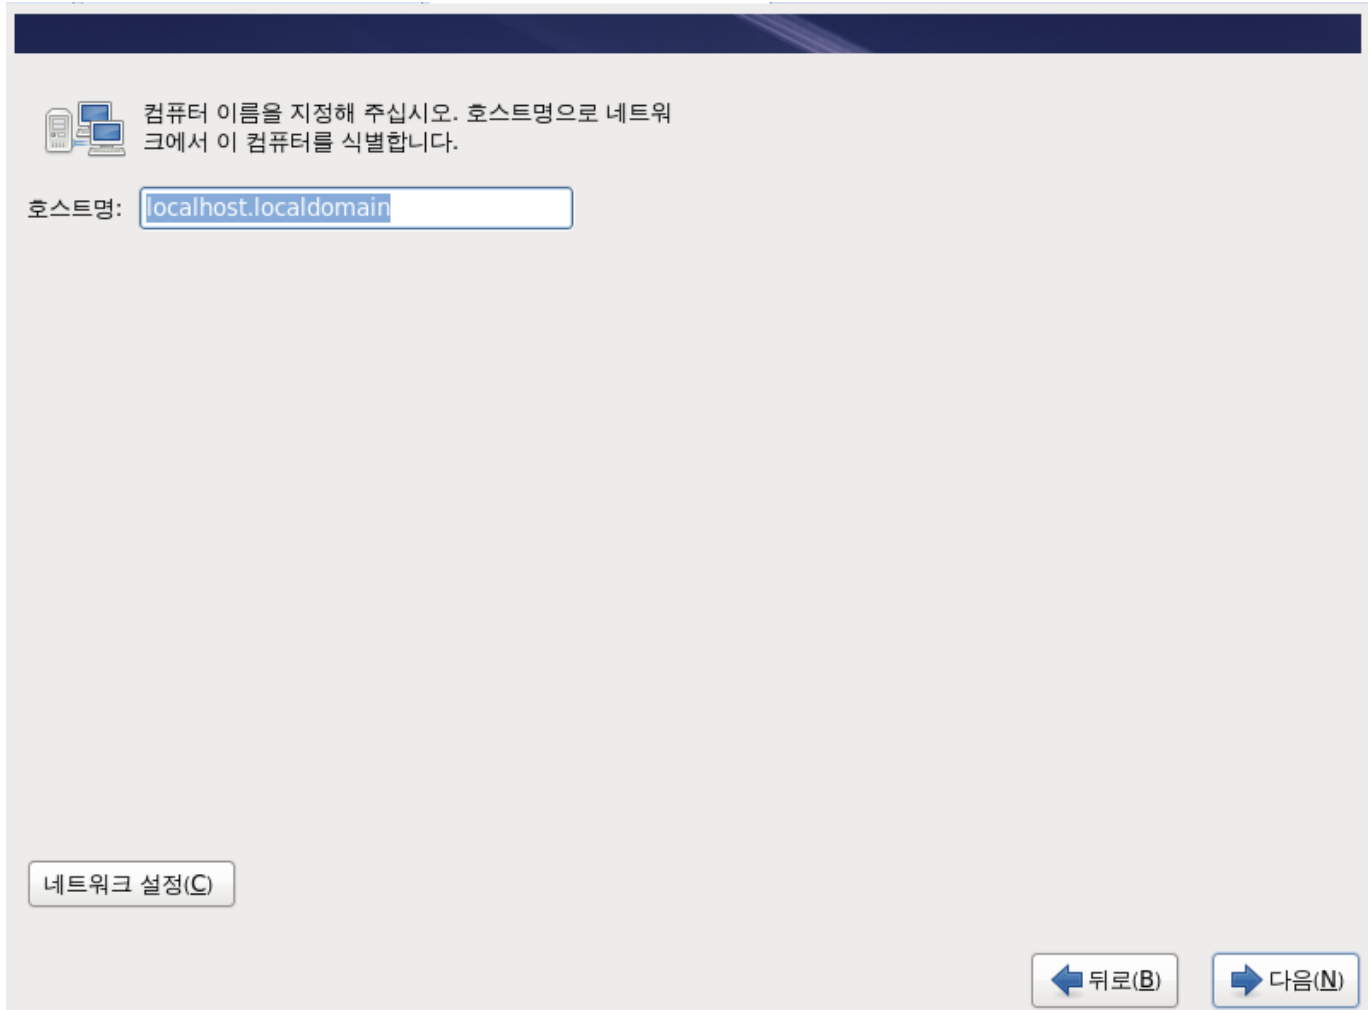 컴퓨터 이름을 지정해 주십시오. 호스트명으로 네트워
크에서 이 컴퓨터를 식별합니다.
호스트명: localhost.localdomain
네트워크 설정(C)
뒤로(B) 다음(N)